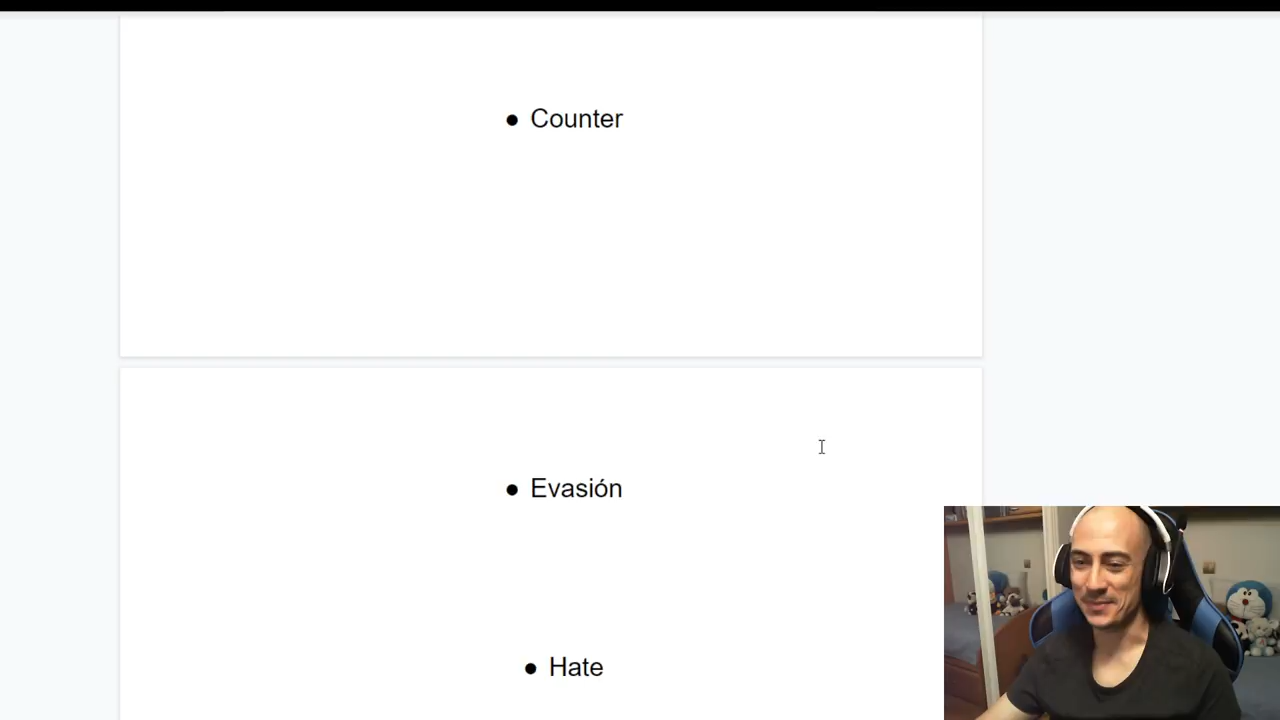 ● Counter
● Evasión
● Hate